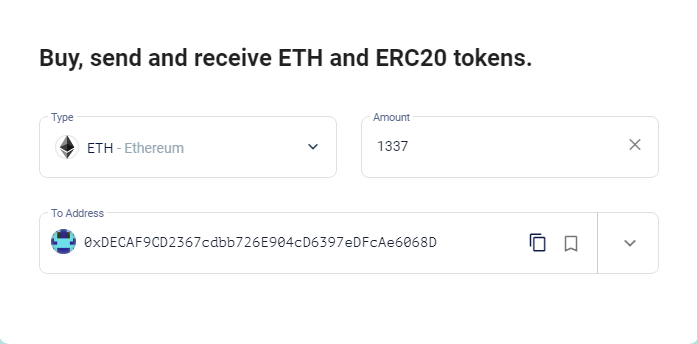 Buy, send and receive ETH and ERC20 tokens.
Type
ETH - Ethereum
Amount
1337
To Address
0xDECAF9CD2367cdbb726E904cD6397eDFcAe6068D